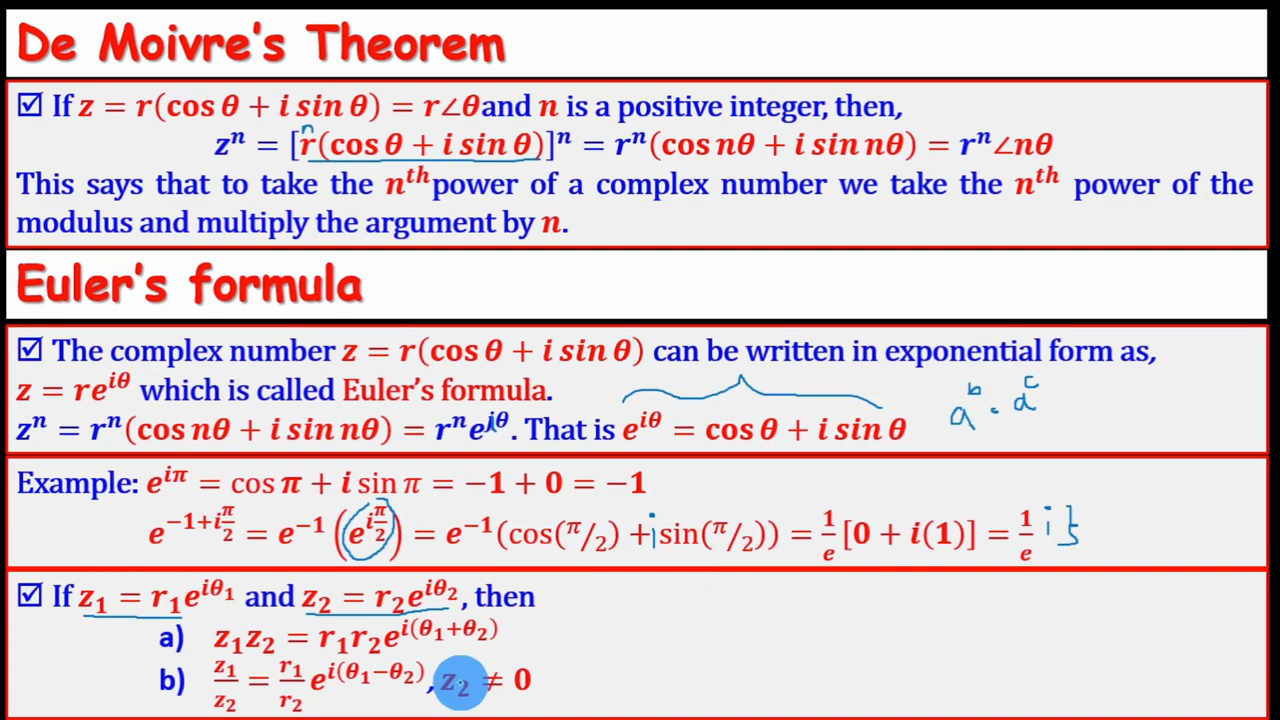 De Moivre's Theorem
☑ If z = r(cos θ + i sin θ) = r∠θ and n is a positive integer, then,
n
zⁿ = [r(cos θ + i sin θ)]ⁿ = rⁿ(cos nθ + i sin nθ) = rⁿ∠nθ
This says that to take the nᵗʰ power of a complex number we take the nᵗʰ power of the
modulus and multiply the argument by n.
Euler's formula
☑ The complex number z = r(cos θ + i sin θ) can be written in exponential form as,
z = re^{iθ} which is called Euler's formula.
a^b · a^c
zⁿ = rⁿ(cos nθ + i sin nθ) = rⁿe^{iθ}. That is e^{iθ} = cos θ + i sin θ
Example: e^{iπ} = cos π + i sin π = −1 + 0 = −1
e^{−1+iπ/2} = e^{−1}(e^{iπ/2}) = e^{−1}(cos(π/2) + i sin(π/2)) = 1/e [0 + i(1)] = 1/e i }
☑ If z₁ = r₁e^{iθ₁} and z₂ = r₂e^{iθ₂}, then
a) z₁z₂ = r₁r₂e^{i(θ₁+θ₂)}
b) z₁/z₂ = r₁/r₂ e^{i(θ₁−θ₂)}, z₂ ≠ 0